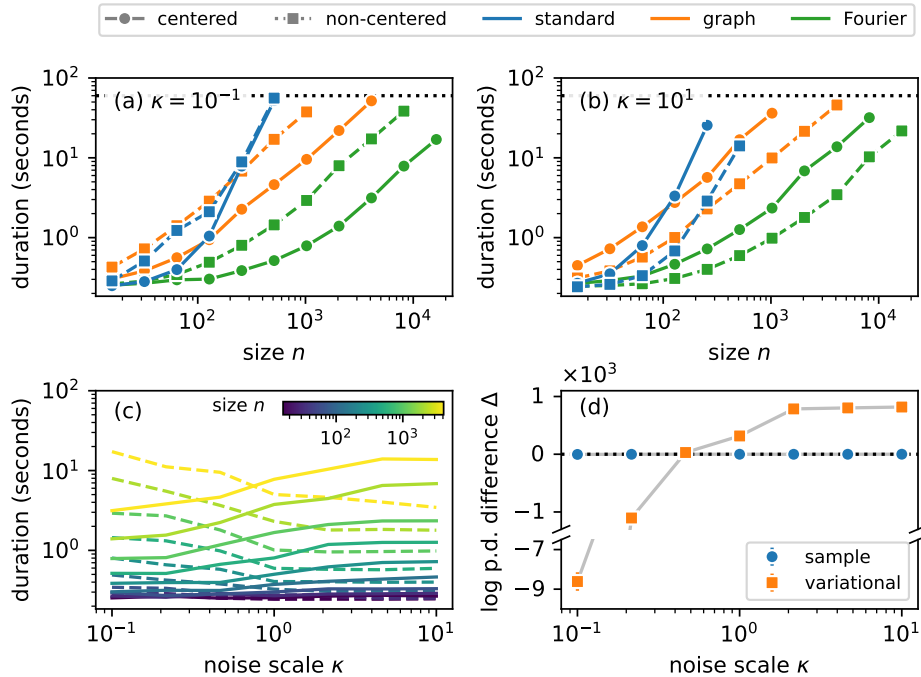 centered non-centered standard graph Fourier
(a) κ = 10⁻¹
duration (seconds)
10² 10¹ 10⁰
10² 10³ 10⁴
size n
(b) κ = 10¹
duration (seconds)
10² 10¹ 10⁰
10² 10³ 10⁴
size n
(c)
size n
10² 10³
duration (seconds)
10² 10¹ 10⁰
10⁻¹ 10⁰ 10¹
noise scale κ
×10³
(d)
log p.d. difference Δ
1 0 −1 −7 −9
sample
variational
10⁻¹ 10⁰ 10¹
noise scale κ